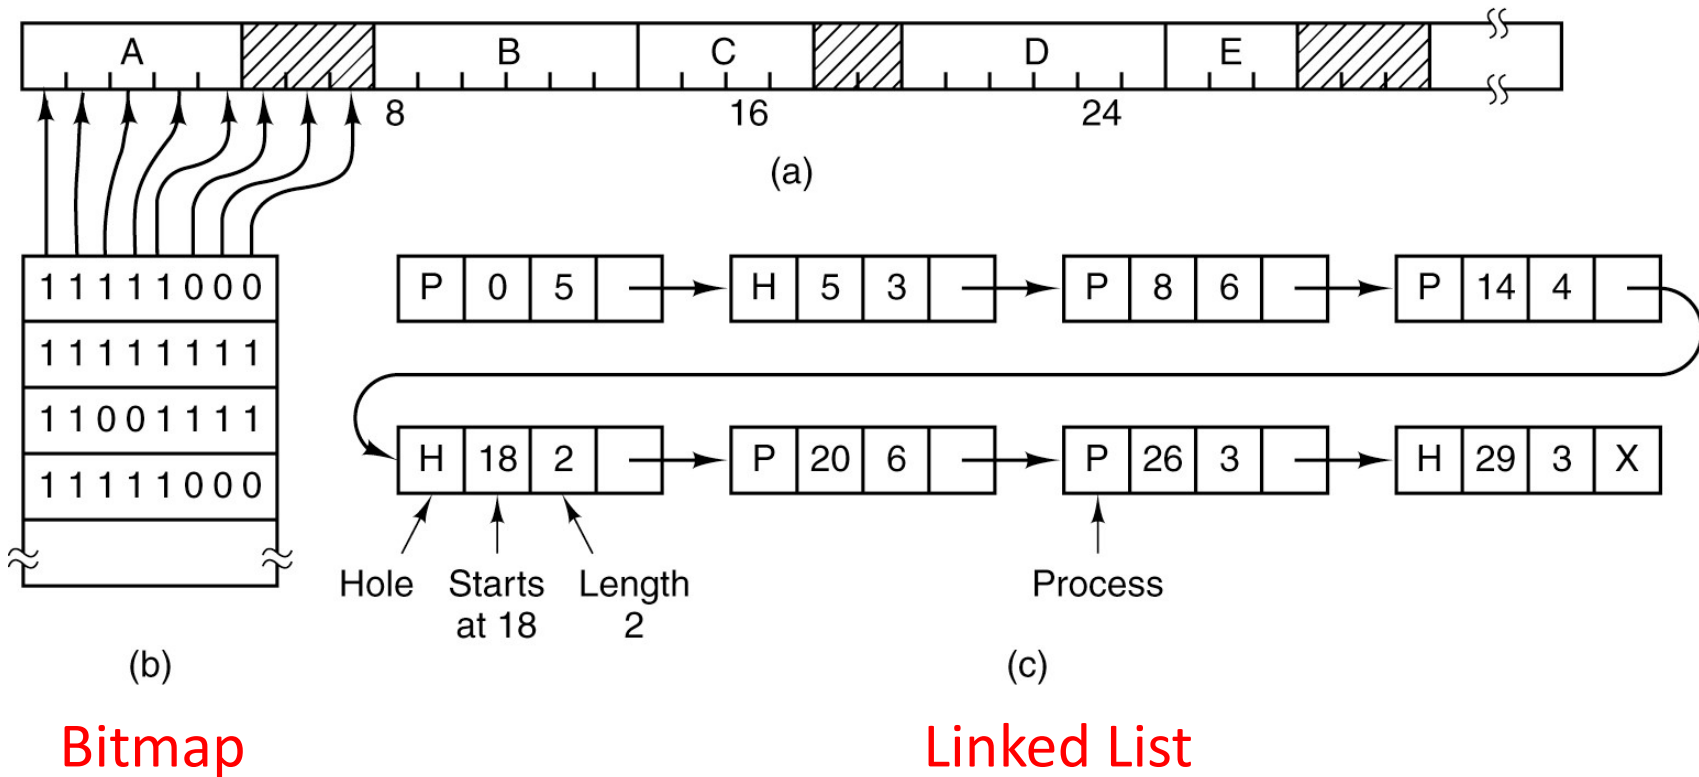 A B C D E
8 16 24
(a)
1 1 1 1 1 0 0 0
1 1 1 1 1 1 1 1
1 1 0 0 1 1 1 1
1 1 1 1 1 0 0 0
(b)
Bitmap
P 0 5 H 5 3 P 8 6 P 14 4
H 18 2 P 20 6 P 26 3 H 29 3 X
Hole Starts Length Process
at 18 2
(c)
Linked List